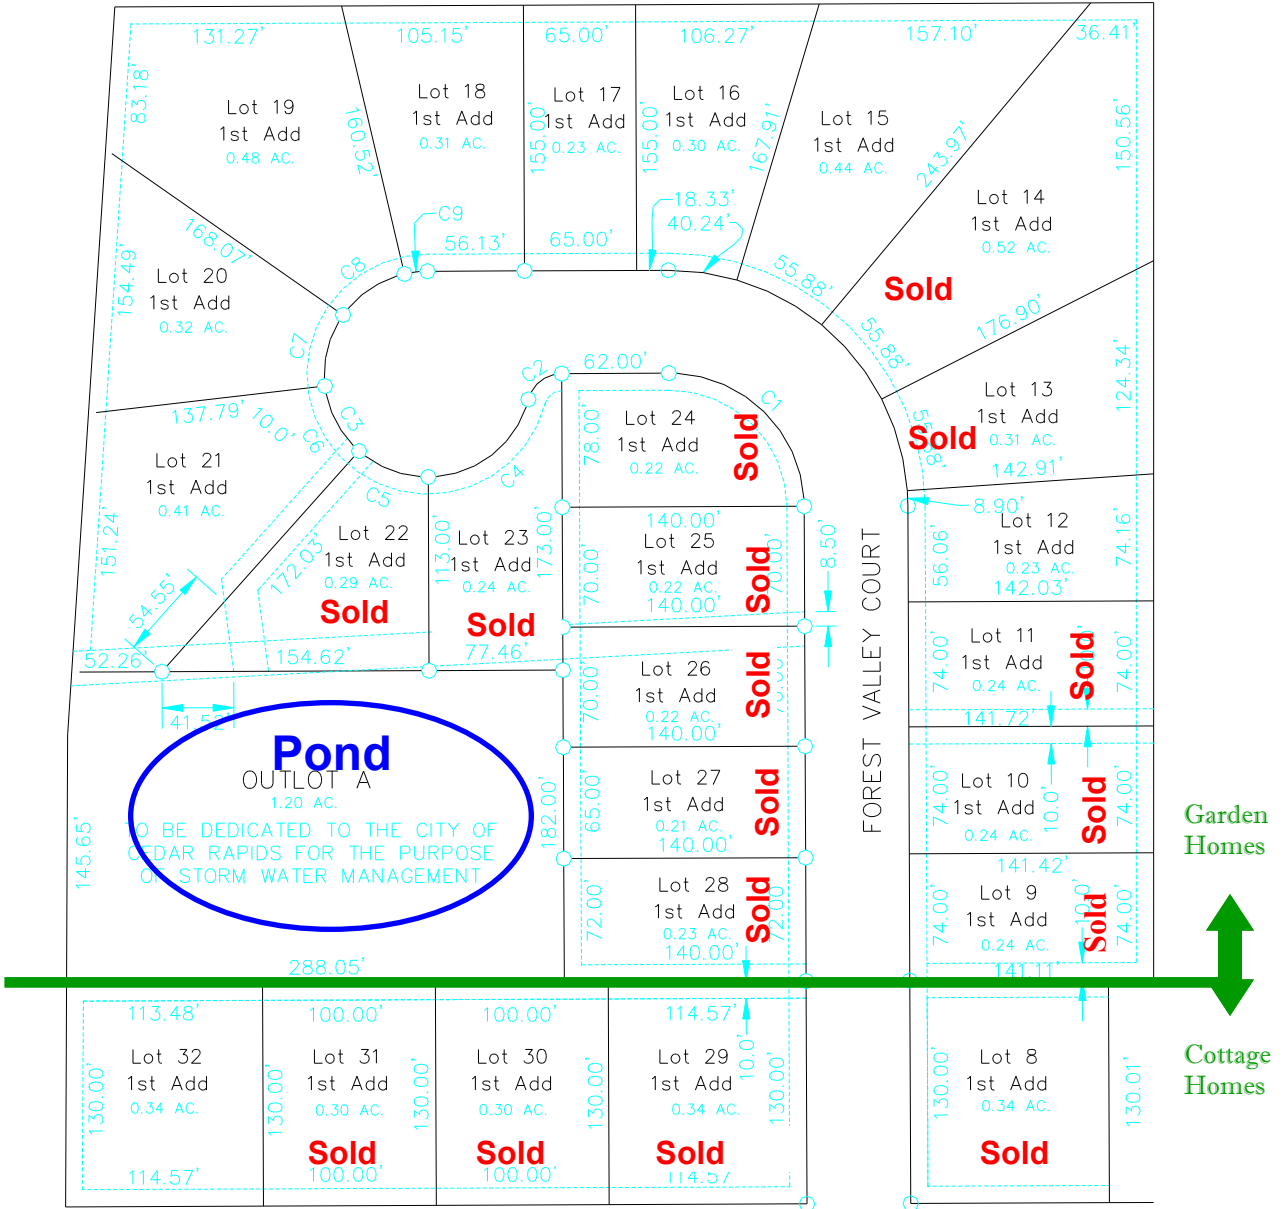 131.27'
105.15'
65.00'
106.27'
157.10'
36.41'
83.18'
Lot 19
1st Add
0.48 AC.
160.52'
Lot 18
1st Add
0.31 AC.
155.00'
Lot 17
1st Add
0.23 AC.
155.00'
Lot 16
1st Add
0.30 AC.
167.91'
Lot 15
1st Add
0.44 AC.
243.97'
150.56'
Lot 14
1st Add
0.52 AC.
Sold
168.07'
C8
C9
56.13'
65.00'
18.33'
40.24'
55.88'
55.88'
176.90'
154.49'
Lot 20
1st Add
0.32 AC.
C7
C2
62.00'
C1
124.34'
Lot 13
1st Add
0.31 AC.
Sold
142.91'
137.79'
10.0'
C3
C6
C5
C4
78.00'
Lot 24
1st Add
0.22 AC.
Sold
140.00'
8.90'
Lot 21
1st Add
0.41 AC.
151.24'
54.55'
172.03'
Lot 22
1st Add
0.29 AC.
Sold
113.00'
Lot 23
1st Add
0.24 AC.
Sold
173.00'
70.00'
Lot 25
1st Add
0.22 AC.
Sold
70.00'
140.00'
8.50'
FOREST VALLEY COURT
56.06'
Lot 12
1st Add
0.23 AC.
74.16'
142.03'
52.26'
154.62'
77.46'
41.52'
70.00'
Lot 26
1st Add
0.22 AC.
Sold
140.00'
74.00'
Lot 11
1st Add
0.24 AC.
Sold
74.00'
141.72'
Pond
OUTLOT A
1.20 AC.
TO BE DEDICATED TO THE CITY OF
CEDAR RAPIDS FOR THE PURPOSE
OF STORM WATER MANAGEMENT
145.65'
182.00'
288.05'
65.00'
Lot 27
1st Add
0.21 AC.
Sold
140.00'
74.00'
Lot 10
1st Add
0.24 AC.
10.0'
Sold
74.00'
141.42'
Garden
Homes
72.00'
Lot 28
1st Add
0.23 AC.
Sold
72.00'
140.00'
74.00'
Lot 9
1st Add
0.24 AC.
10.0'
Sold
74.00'
141.11'
113.48'
100.00'
100.00'
114.57'
130.00'
Lot 32
1st Add
0.34 AC.
114.57'
130.00'
Lot 31
1st Add
0.30 AC.
Sold
100.00'
130.00'
Lot 30
1st Add
0.30 AC.
Sold
100.00'
130.00'
Lot 29
1st Add
0.34 AC.
Sold
114.57'
10.0'
130.00'
130.00'
Lot 8
1st Add
0.34 AC.
Sold
130.01'
Cottage
Homes